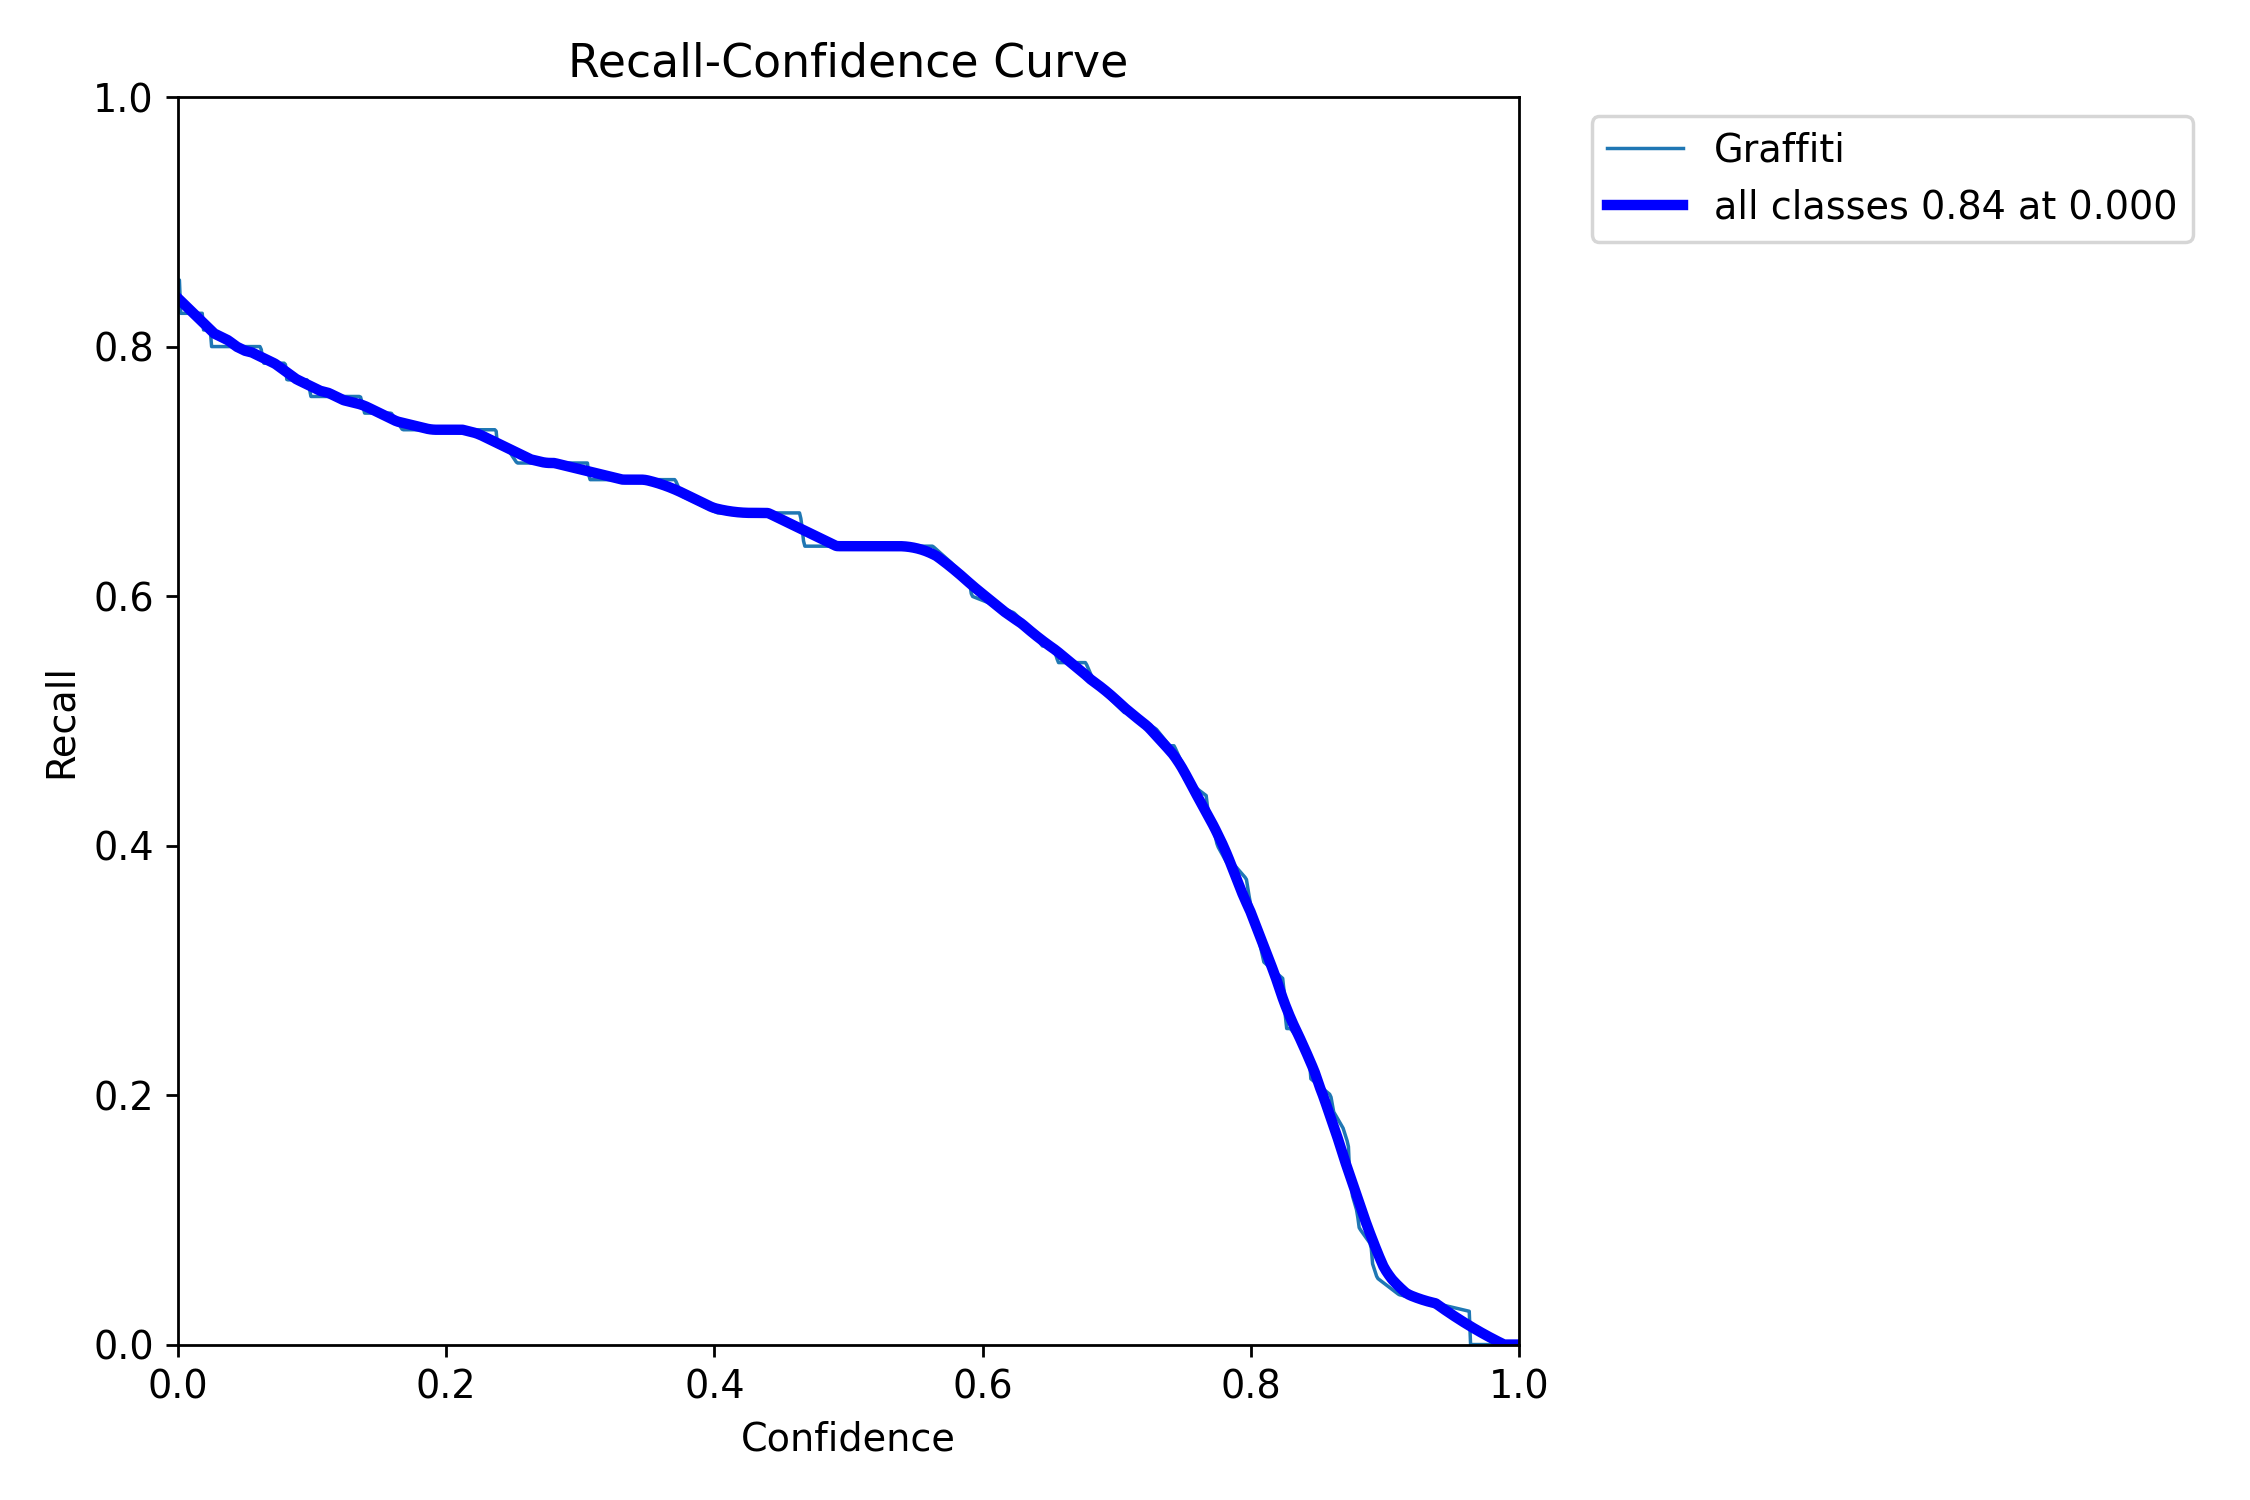 Recall-Confidence Curve
1.0
0.8
0.6
0.4
0.2
0.0
Recall
0.0 0.2 0.4 0.6 0.8 1.0
Confidence
Graffiti
all classes 0.84 at 0.000